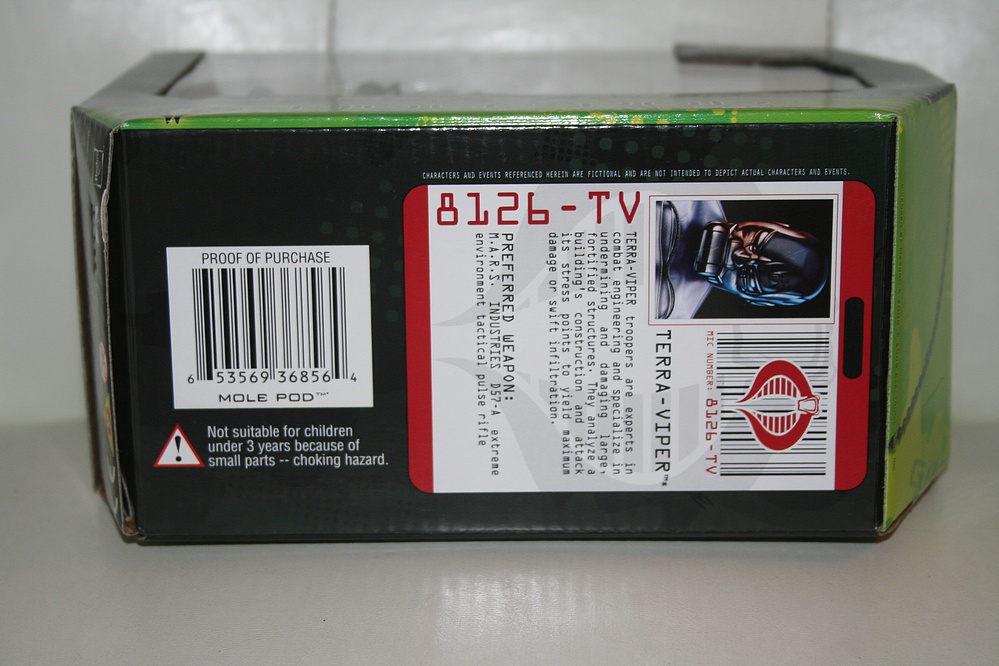 CHARACTERS AND EVENTS REFERENCED HEREIN ARE FICTIONAL AND ARE NOT INTENDED TO DEPICT ACTUAL CHARACTERS AND EVENTS.
8126-TV
MIC NUMBER: 8126-TV
TERRA-VIPER™*
TERRA-VIPER troopers are experts in
combat engineering and specialize in
undermining and damaging large,
fortified structures. They analyze a
building's construction and attack
its stress points to yield maximum
damage or swift infiltration.
PREFERRED WEAPON:
M.A.R.S. INDUSTRIES D57-A extreme
environment tactical pulse rifle
PROOF OF PURCHASE
6 53569 36856 4
MOLE POD™*
Not suitable for children
under 3 years because of
small parts -- choking hazard.